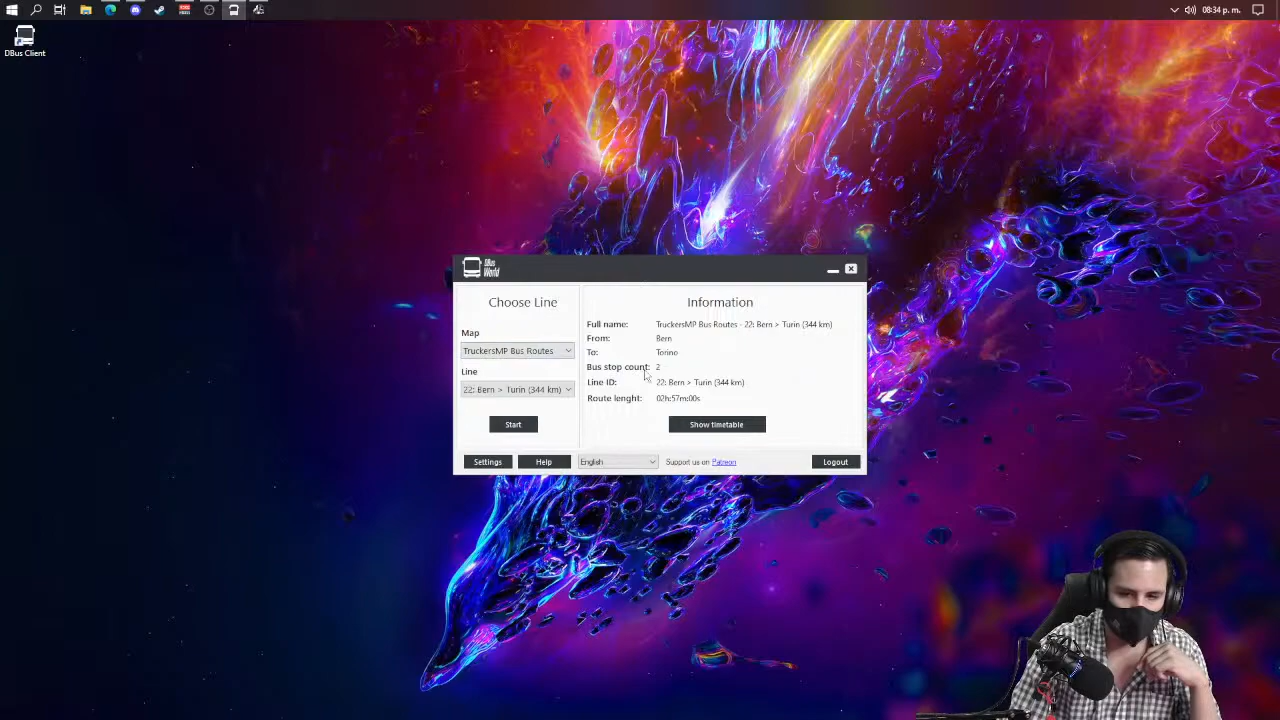 08:34 p. m.
DBus Client
DBus
World
Choose Line
Map
TruckersMP Bus Routes
Line
22: Bern > Turin (344 km)
Start
Information
Full name: TruckersMP Bus Routes - 22: Bern > Turin (344 km)
From: Bern
To: Torino
Bus stop count: 2
Line ID: 22: Bern > Turin (344 km)
Route lenght: 02h:57m:00s
Show timetable
Settings
Help
English
Support us on Patreon
Logout